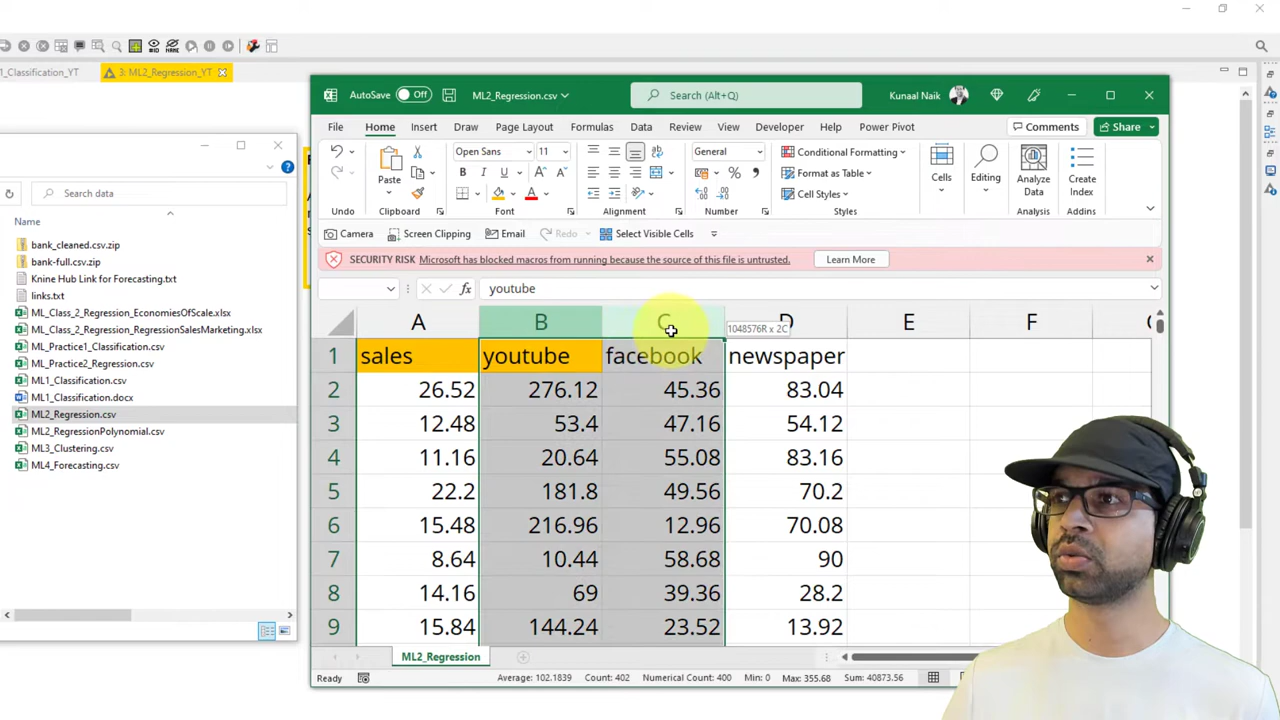 1_Classification_YT
3: ML2_Regression_YT
AutoSave Off ML2_Regression.csv Search (Alt+Q) Kunaal Naik
File Home Insert Draw Page Layout Formulas Data Review View Developer Help Power Pivot Comments Share
Open Sans 11 General Conditional Formatting
Paste Format as Table Cells Editing Analyze Data Create Index
Cell Styles
Undo Clipboard Font Alignment Number Styles Analysis Addins
Camera Screen Clipping Email Redo Select Visible Cells
SECURITY RISK Microsoft has blocked macros from running because the source of this file is untrusted. Learn More
youtube
A B C D E F
1048576R x 2C
1 sales youtube facebook newspaper
2 26.52 276.12 45.36 83.04
3 12.48 53.4 47.16 54.12
4 11.16 20.64 55.08 83.16
5 22.2 181.8 49.56 70.2
6 15.48 216.96 12.96 70.08
7 8.64 10.44 58.68 90
8 14.16 69 39.36 28.2
9 15.84 144.24 23.52 13.92
ML2_Regression
Ready Average: 102.1839 Count: 402 Numerical Count: 400 Min: 0 Max: 355.68 Sum: 40873.56
Search data
Name
bank_cleaned.csv.zip
bank-full.csv.zip
Knine Hub Link for Forecasting.txt
links.txt
ML_Class_2_Regression_EconomiesOfScale.xlsx
ML_Class_2_Regression_RegressionSalesMarketing.xlsx
ML_Practice1_Classification.csv
ML_Practice2_Regression.csv
ML1_Classification.csv
ML1_Classification.docx
ML2_Regression.csv
ML2_RegressionPolynomial.csv
ML3_Clustering.csv
ML4_Forecasting.csv